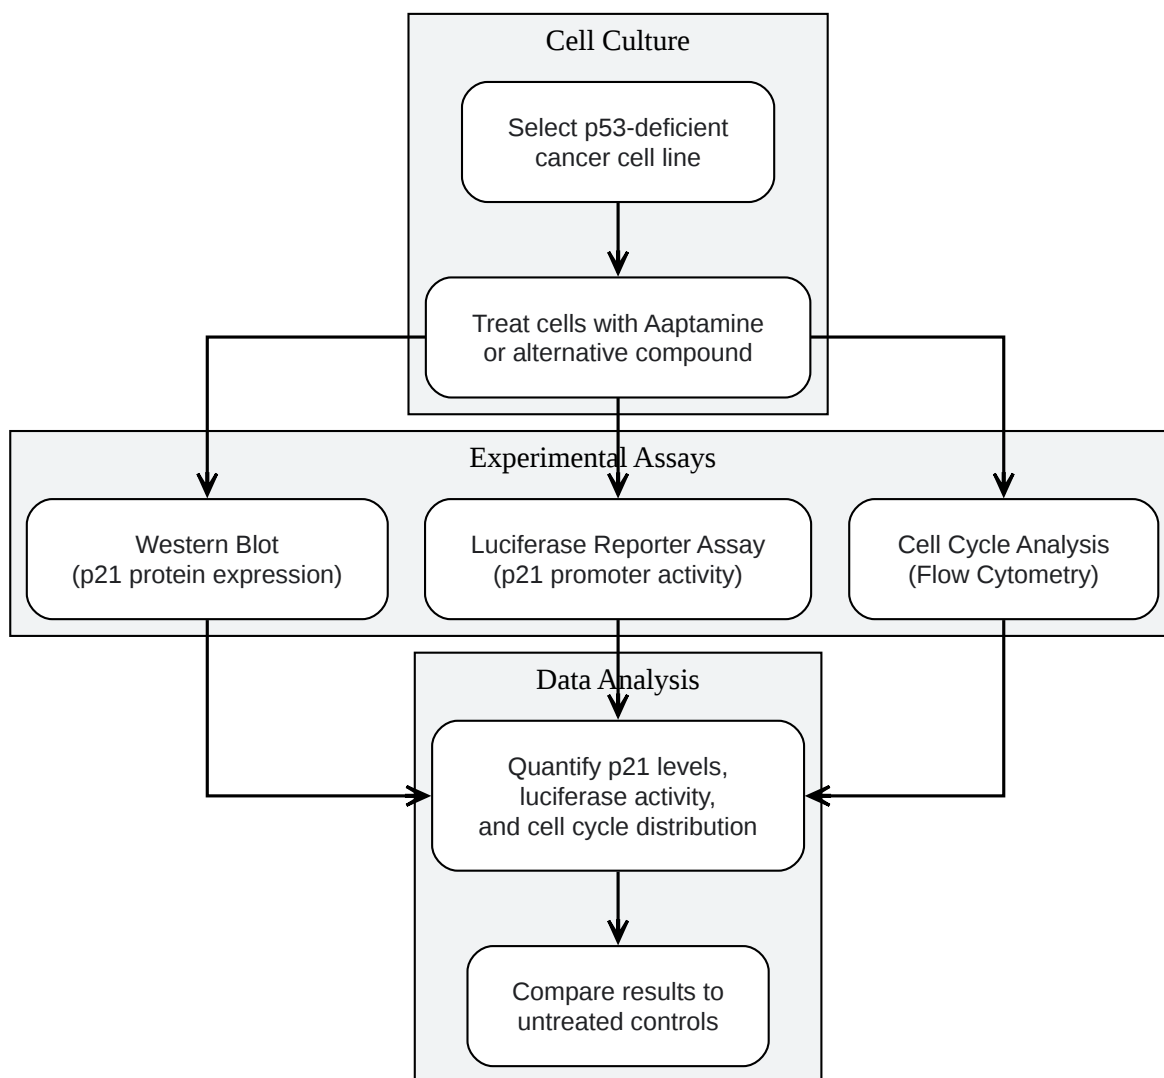 Cell Culture
Select p53-deficient
cancer cell line
Treat cells with Aaptamine
or alternative compound
Experimental Assays
Western Blot
(p21 protein expression)
Luciferase Reporter Assay
(p21 promoter activity)
Cell Cycle Analysis
(Flow Cytometry)
Data Analysis
Quantify p21 levels,
luciferase activity,
and cell cycle distribution
Compare results to
untreated controls